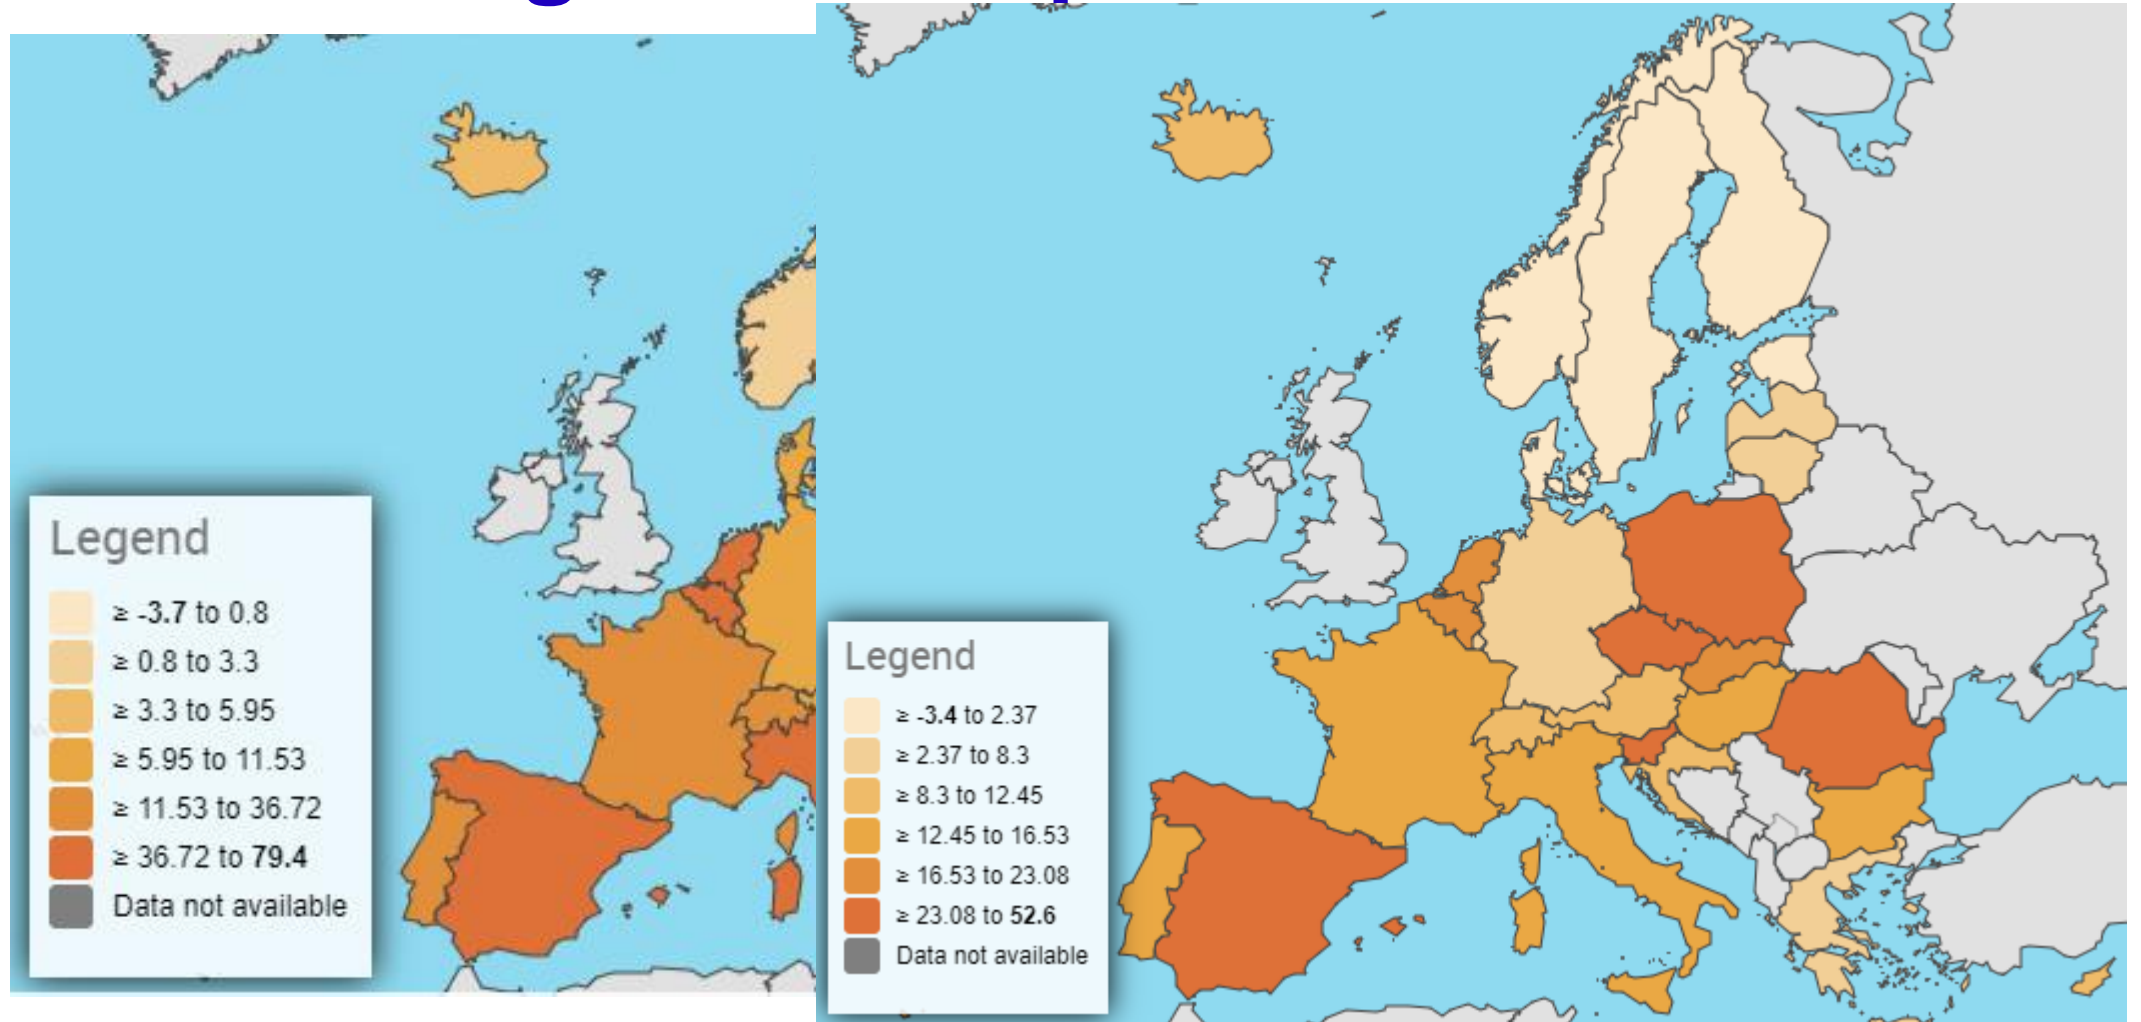 Legend
≥ -3.7 to 0.8
≥ 0.8 to 3.3
≥ 3.3 to 5.95
≥ 5.95 to 11.53
≥ 11.53 to 36.72
≥ 36.72 to 79.4
Data not available
Legend
≥ -3.4 to 2.37
≥ 2.37 to 8.3
≥ 8.3 to 12.45
≥ 12.45 to 16.53
≥ 16.53 to 23.08
≥ 23.08 to 52.6
Data not available